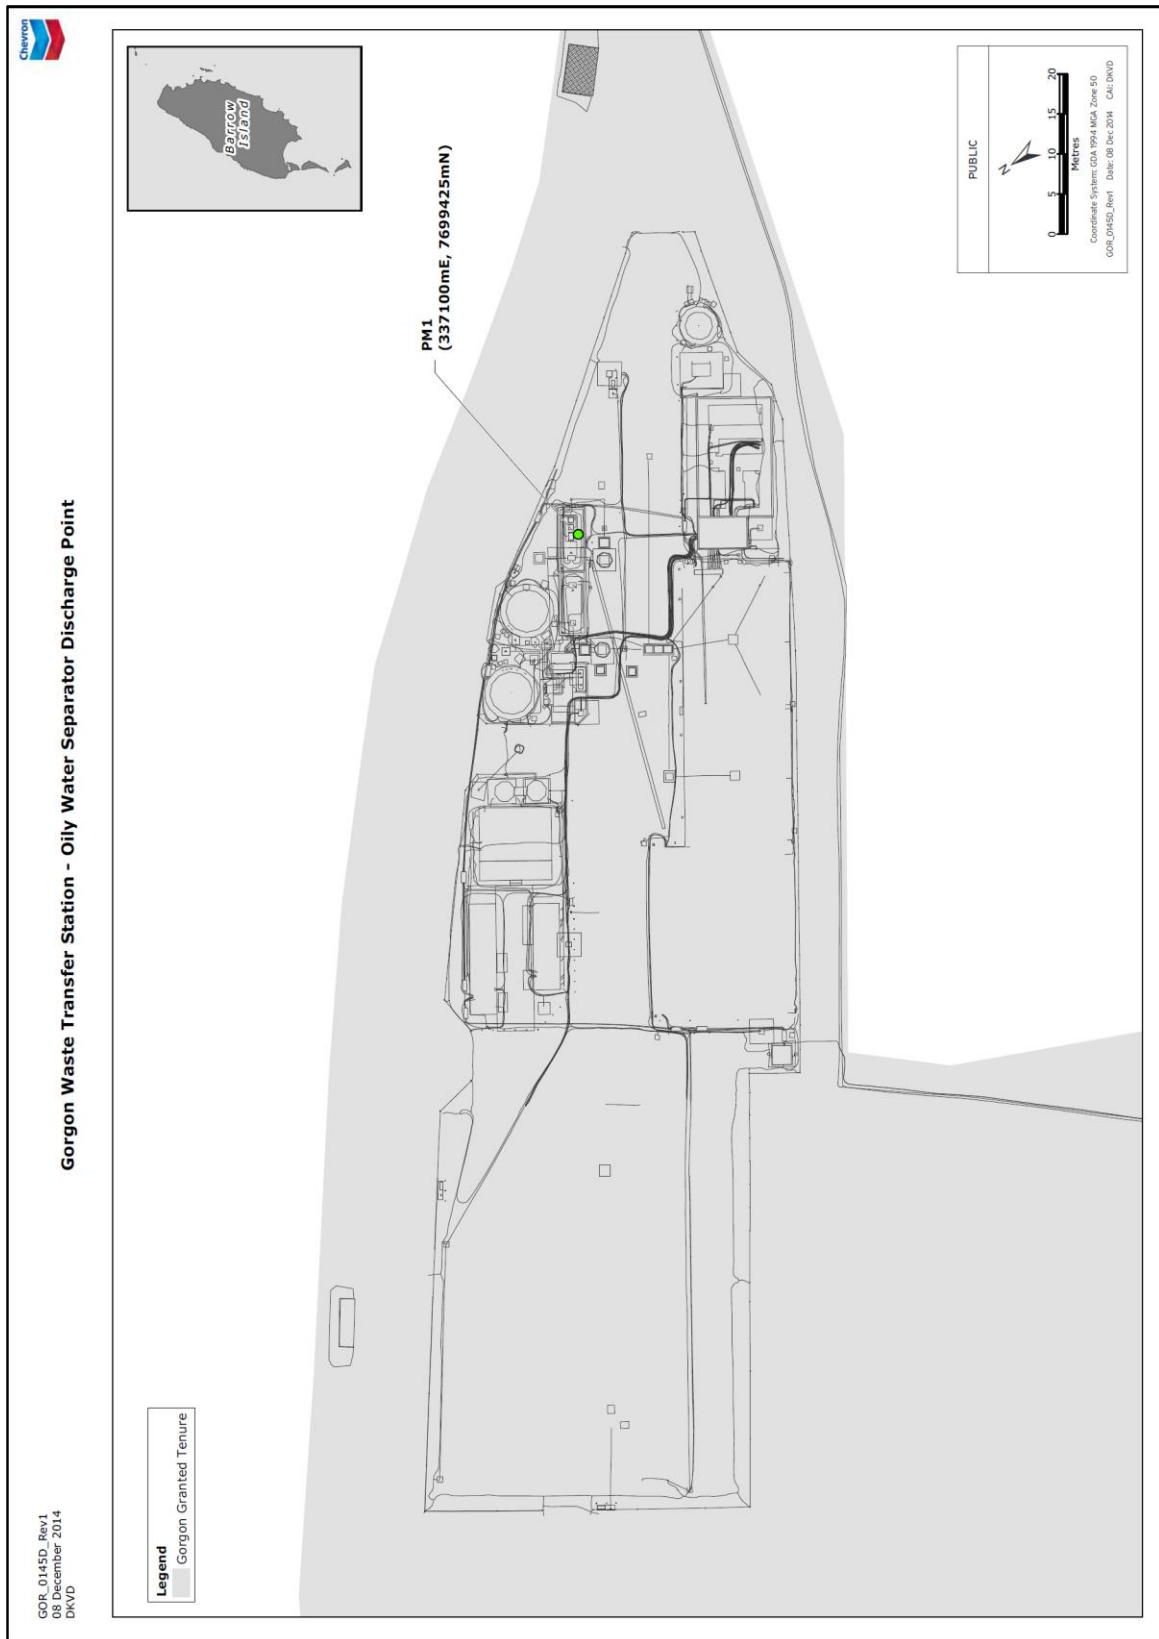 GOR_0145D_Rev1
08 December 2014
DKVD
Gorgon Waste Transfer Station - Oily Water Separator Discharge Point
Chevron
Legend
Gorgon Granted Tenure
PM1
(337100mE, 7699425mN)
Barrow
Island
PUBLIC
N
0 5 10 15 20
Metres
Coordinate System: GDA 1994 MGA Zone 50
GOR_0145D_Rev1 Date: 08 Dec 2014 CAL: DKVD